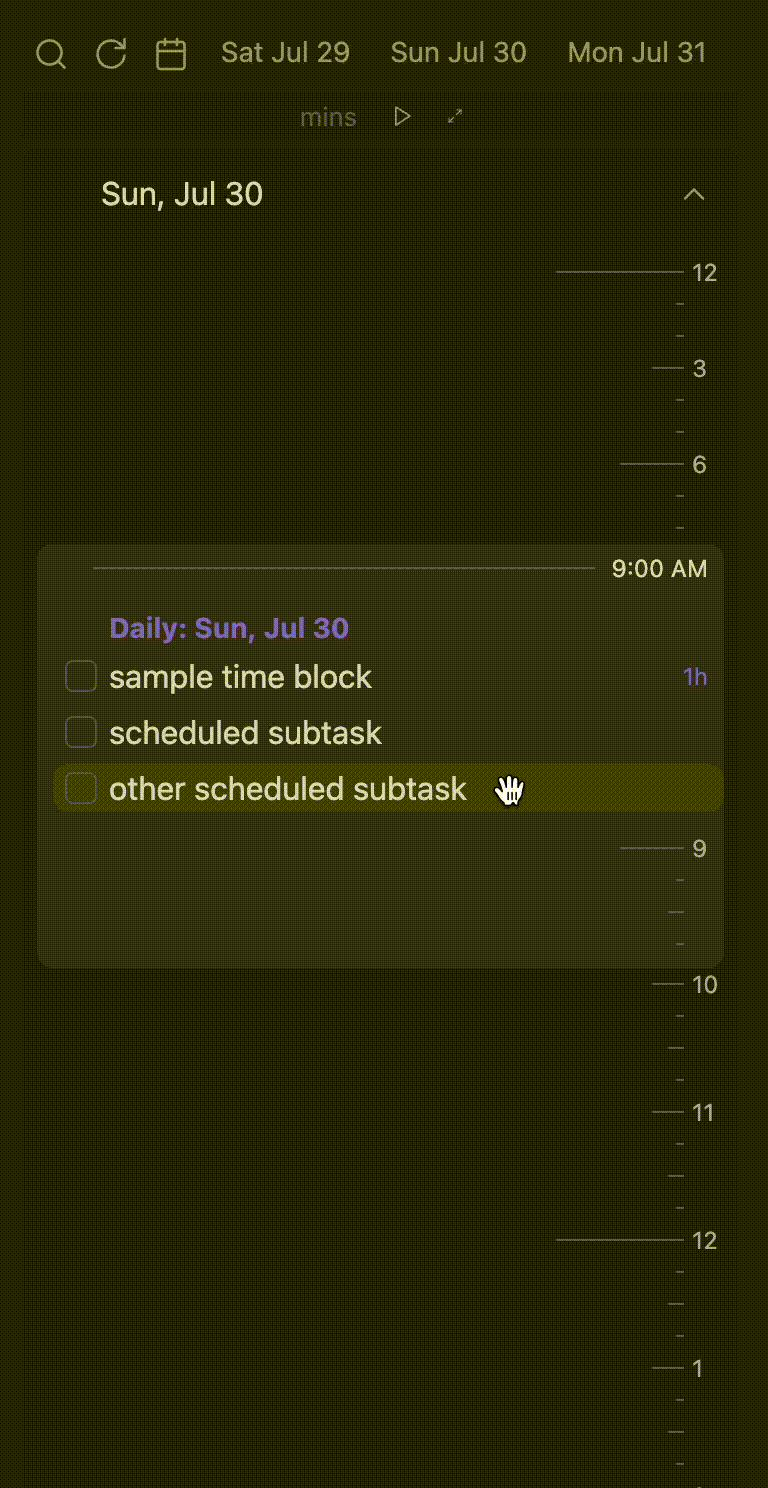 Sat Jul 29 Sun Jul 30 Mon Jul 31
mins
Sun, Jul 30
12
3
6
9:00 AM
Daily: Sun, Jul 30
sample time block 1h
scheduled subtask
other scheduled subtask
9
10
11
12
1